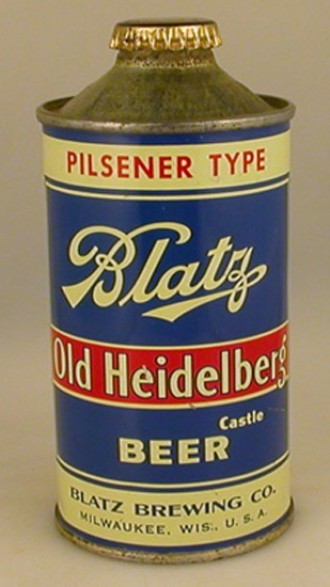 PILSENER TYPE
Blatz
Old Heidelberg
Castle
BEER
BLATZ BREWING CO.
MILWAUKEE, WIS., U. S. A.